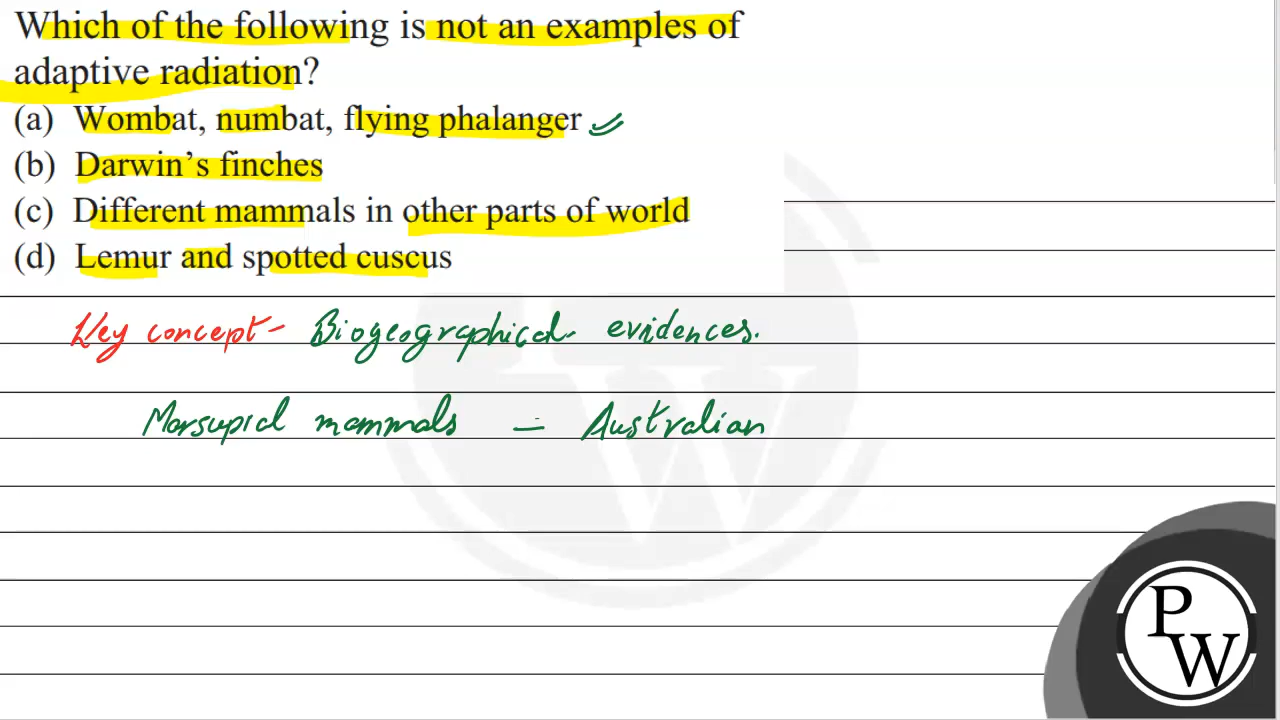 Which of the following is not an examples of
adaptive radiation?
(a) Wombat, numbat, flying phalanger
(b) Darwin's finches
(c) Different mammals in other parts of world
(d) Lemur and spotted cuscus
Key concept - Biogeographical evidences.
Marsupial mammals = Australian
PW
PW